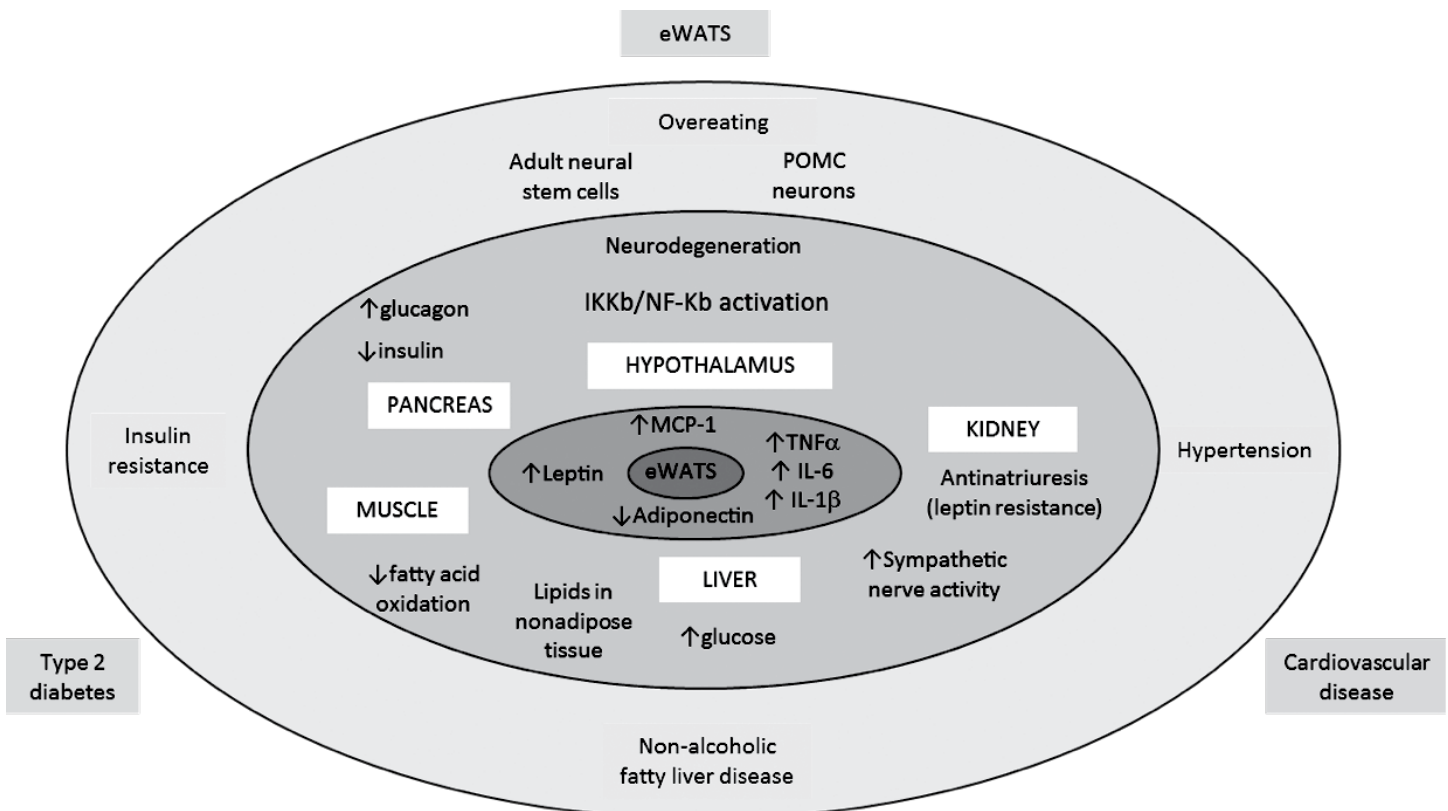 eWATS
Overeating
Adult neural
stem cells
POMC
neurons
Neurodegeneration
IKKb/NF-Kb activation
↑glucagon
↓insulin
HYPOTHALAMUS
PANCREAS
KIDNEY
↑MCP-1
↑TNFα
↑ IL-6
↑ IL-1β
↑Leptin
eWATS
↓Adiponectin
Insulin
resistance
Hypertension
Antinatriuresis
(leptin resistance)
MUSCLE
↓fatty acid
oxidation
Lipids in
nonadipose
tissue
LIVER
↑glucose
↑Sympathetic
nerve activity
Type 2
diabetes
Cardiovascular
disease
Non-alcoholic
fatty liver disease